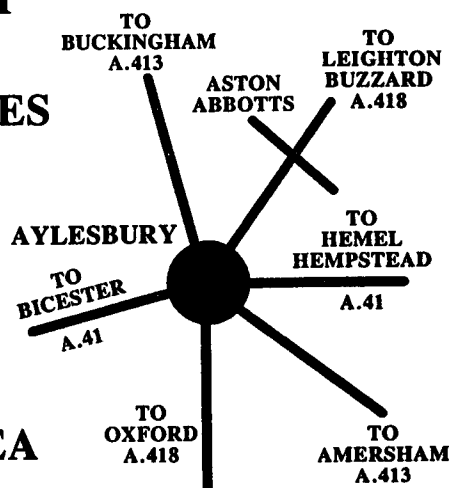 TO
BUCKINGHAM
A.413
TO
LEIGHTON
BUZZARD
A.418
ASTON
ABBOTTS
ES
AYLESBURY
TO
HEMEL
HEMPSTEAD
A.41
TO
BICESTER
A.41
TO
OXFORD
A.418
EA
TO
AMERSHAM
A.413